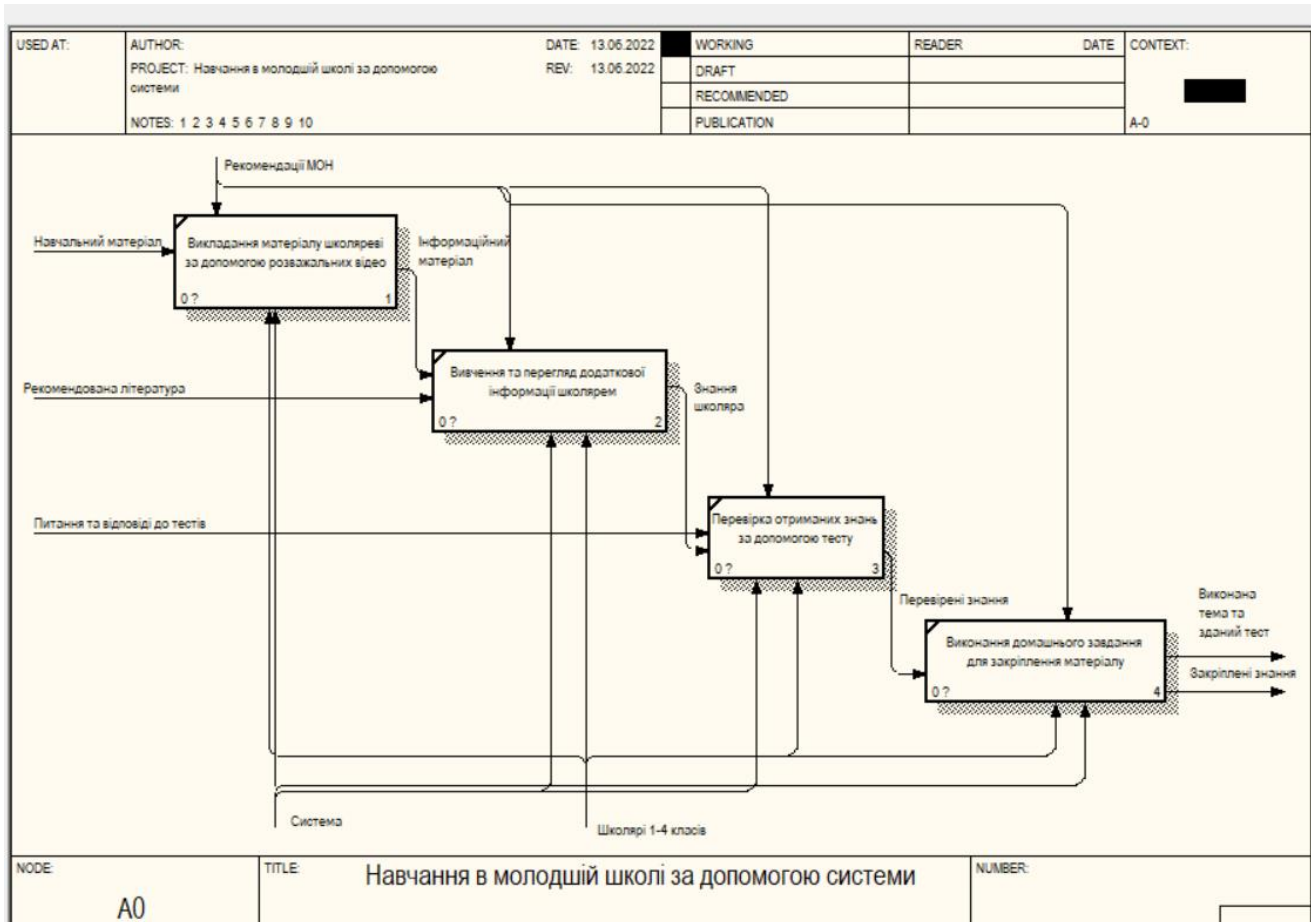 USED AT:
AUTHOR:
DATE: 13.06.2022
PROJECT: Навчання в молодшій школі за допомогою
системи
REV: 13.06.2022
NOTES: 1 2 3 4 5 6 7 8 9 10
WORKING
DRAFT
RECOMMENDED
PUBLICATION
READER
DATE
CONTEXT:
A-0
Рекомендації МОН
Навчальний матеріал
Викладання матеріалу школяреві
за допомогою розважальних відео
0 ?
1
Інформаційний
матеріал
Рекомендована література
Вивчення та перегляд додаткової
інформації школярем
0 ?
2
Знання
школяра
Питання та відповіді до тестів
Перевірка отриманих знань
за допомогою тесту
0 ?
3
Перевірені знання
Виконання домашнього завдання
для закріплення матеріалу
0 ?
4
Виконана
тема та
зданий тест
Закріплені знання
Система
Школярі 1-4 класів
NODE:
A0
TITLE:
Навчання в молодшій школі за допомогою системи
NUMBER: